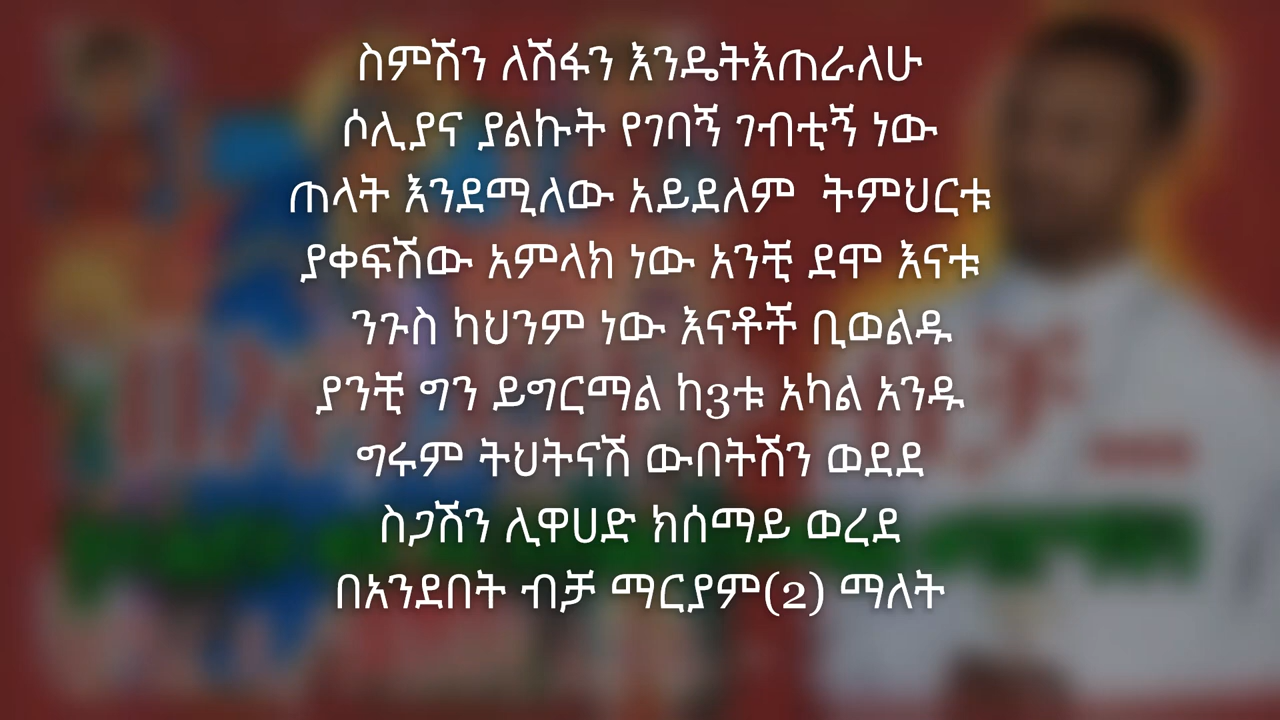 ስምሽን ለሽፋን እንዴትእጠራለሁ
ሶሊያና ያልኩት የገባኝ ገብቲኝ ነው
ጠላት እንደሚለው አይደለም ትምህርቱ
ያቀፍሽው አምላክ ነው አንቺ ደሞ እናቱ
ንጉስ ካህንም ነው እናቶች ቢወልዱ
ያንቺ ግን ይግርማል ከ3ቱ አካል አንዱ
ግሩም ትህትናሽ ውበትሽን ወደደ
ስጋሽን ሊዋሀድ ክሰማይ ወረደ
በአንደበት ብቻ ማርያም(2) ማለት